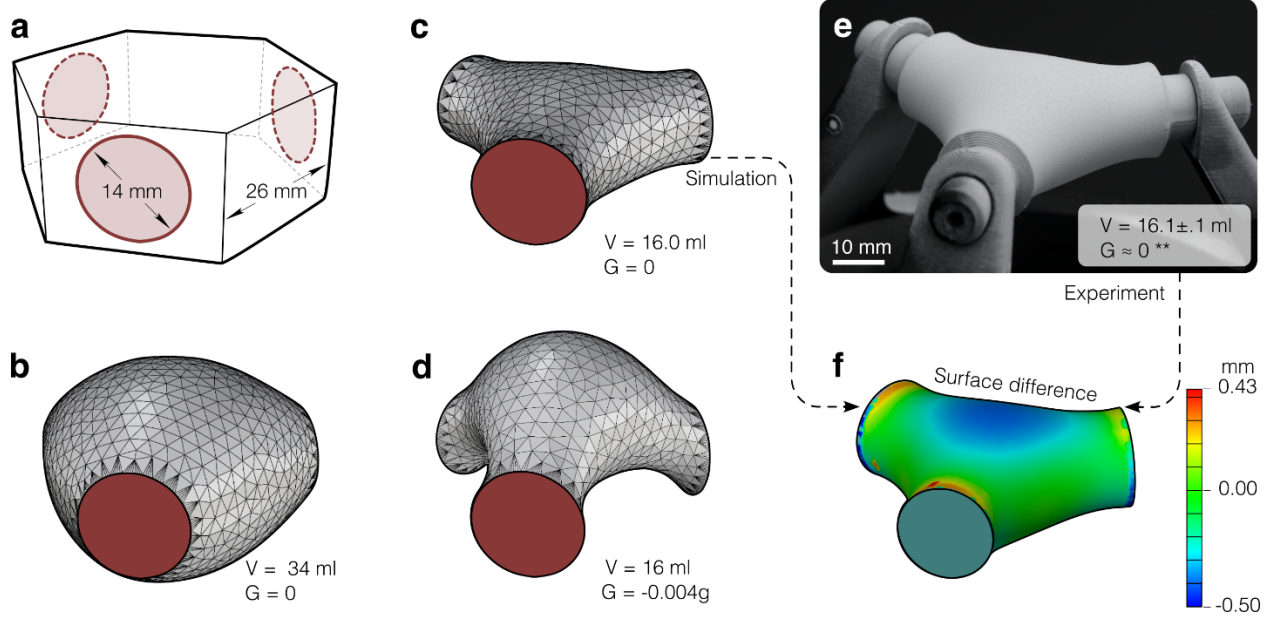 a
14 mm
26 mm
b
V = 34 ml
G = 0
c
Simulation
V = 16.0 ml
G = 0
d
V = 16 ml
G = -0.004g
e
10 mm
V = 16.1±.1 ml
G ≈ 0 **
Experiment
f
Surface difference
mm
0.43
0.00
-0.50